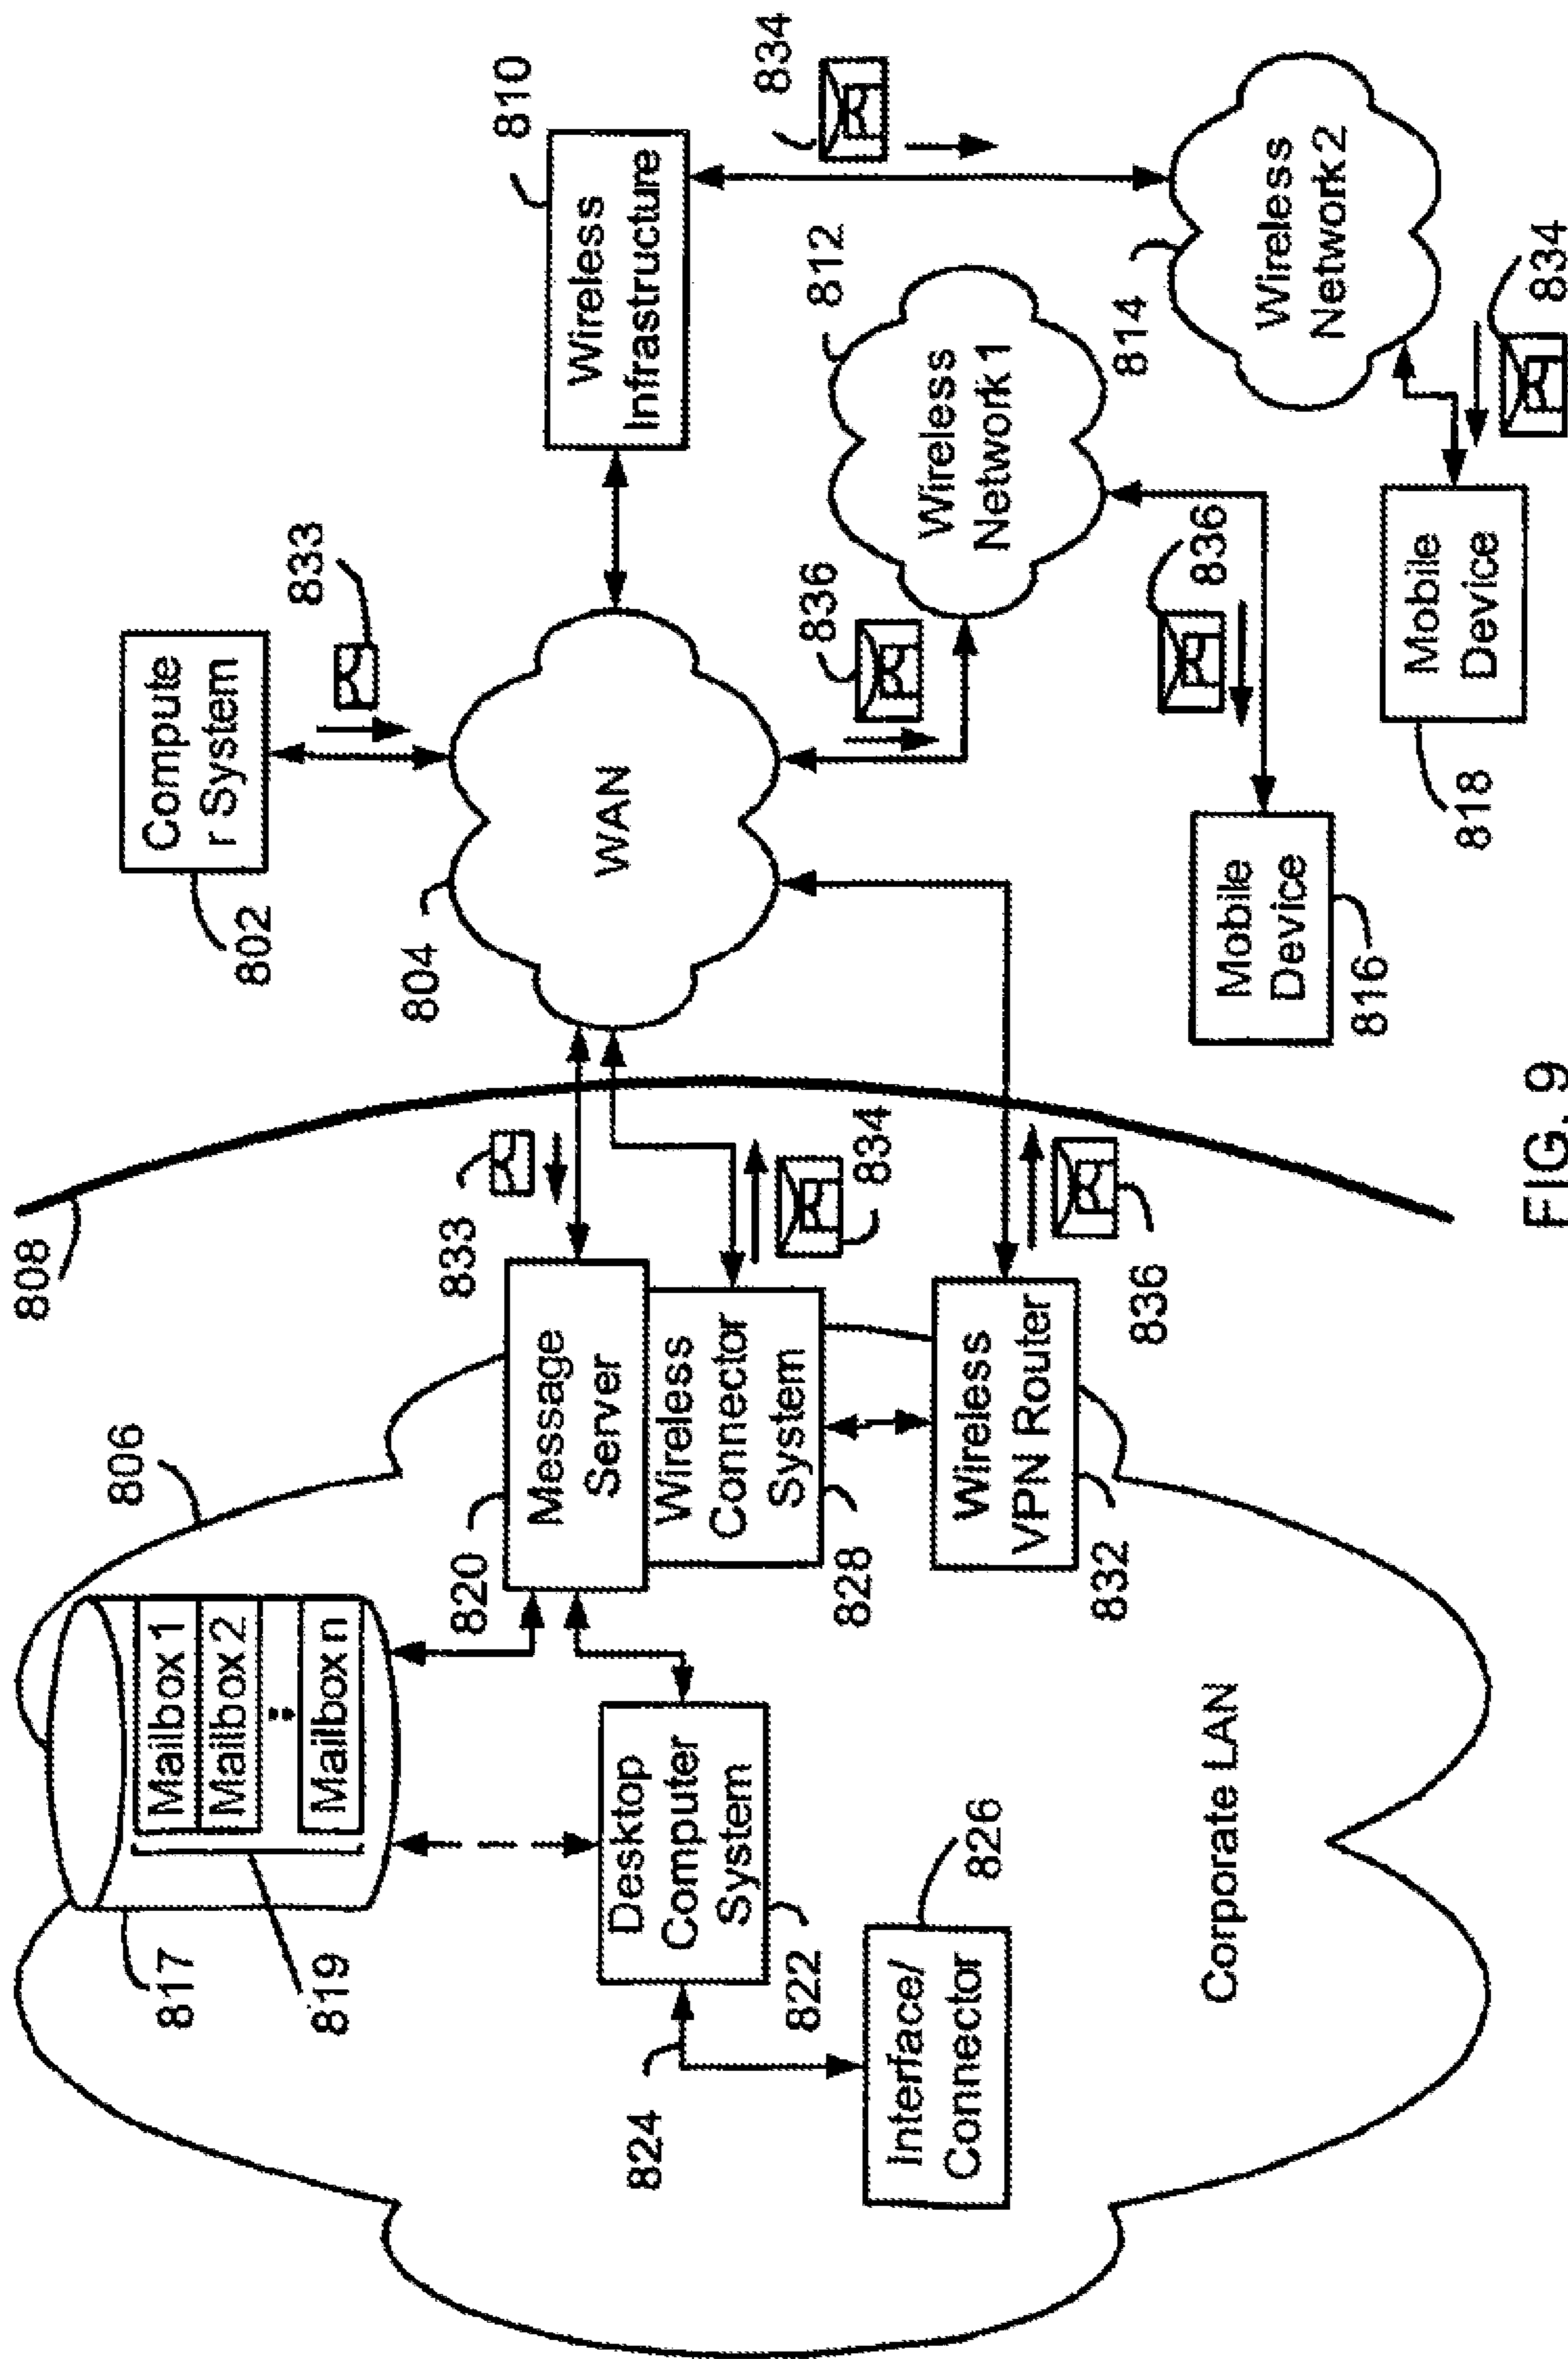 808
806
817
Mailbox 1
Mailbox 2
Mailbox n
819
820
Message
Server
833
802
Compute
r System
833
804
WAN
810
Wireless
Infrastructure
834
Desktop
Computer
System
822
824
Interface/
Connector
826
Wireless
Connector
System
828
834
Wireless
VPN Router
832
836
836
812
Wireless
Network 1
814
Wireless
Network 2
836
834
Mobile
Device
816
Mobile
Device
818
Corporate LAN
FIG. 9